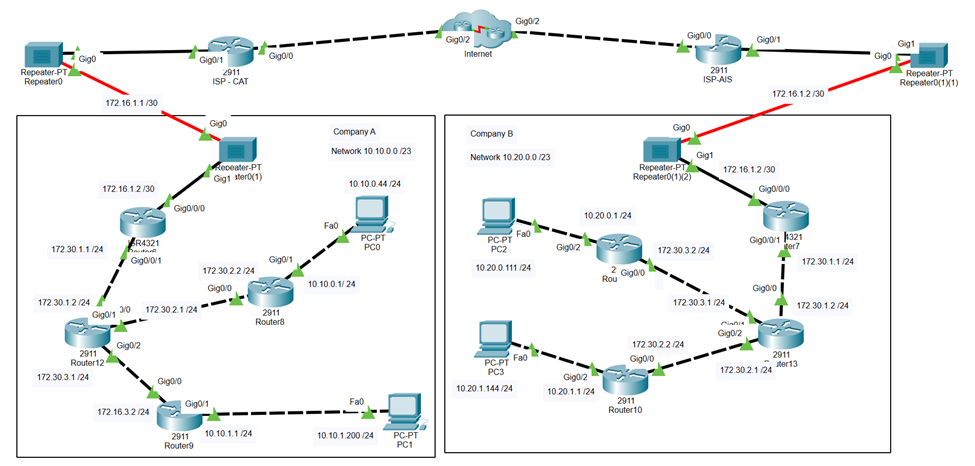 Repeater-PT
Repeater0
Gig0
Gig0/1
2911
ISP - CAT
Gig0/0
Gig0/2
Internet
Gig0/2
Gig0/0
2911
ISP-AIS
Gig0/1
Gig1
Gig0
Repeater-PT
Repeater0(1)(1)
172.16.1.1 /30
172.16.1.2 /30
Company A
Network 10.10.0.0 /23
Gig0
Repeater-PT
Gig1
172.16.1.2 /30
Gig0/0/0
172.30.1.1 /24
Gig0/0/1
10.10.0.44 /24
Fa0
PC-PT
PC0
172.30.2.2 /24
Gig0/1
Gig0/0
10.10.0.1/ 24
2911
Router8
172.30.1.2 /24
172.30.2.1 /24
Gig0/1
2911
Router12
Gig0/2
172.30.3.1 /24
Gig0/0
172.16.3.2 /24
Gig0/1
2911
Router9
10.10.1.1 /24
Fa0
10.10.1.200 /24
PC-PT
PC1
Company B
Network 10.20.0.0 /23
Gig0
Repeater-PT
Repeater0(1)(2)
Gig1
172.16.1.2 /30
Gig0/0/0
Gig0/0/1
172.30.1.1 /24
PC-PT
PC2
Fa0
10.20.0.1 /24
Gig0/2
10.20.0.111 /24
172.30.3.2 /24
Gig0/0
172.30.3.1 /24
Gig0/0
172.30.1.2 /24
Gig0/2
2911
172.30.2.2 /24
172.30.2.1 /24
PC-PT
PC3
Fa0
10.20.1.144 /24
Gig0/2
10.20.1.1 /24
Gig0/0
2911
Router10